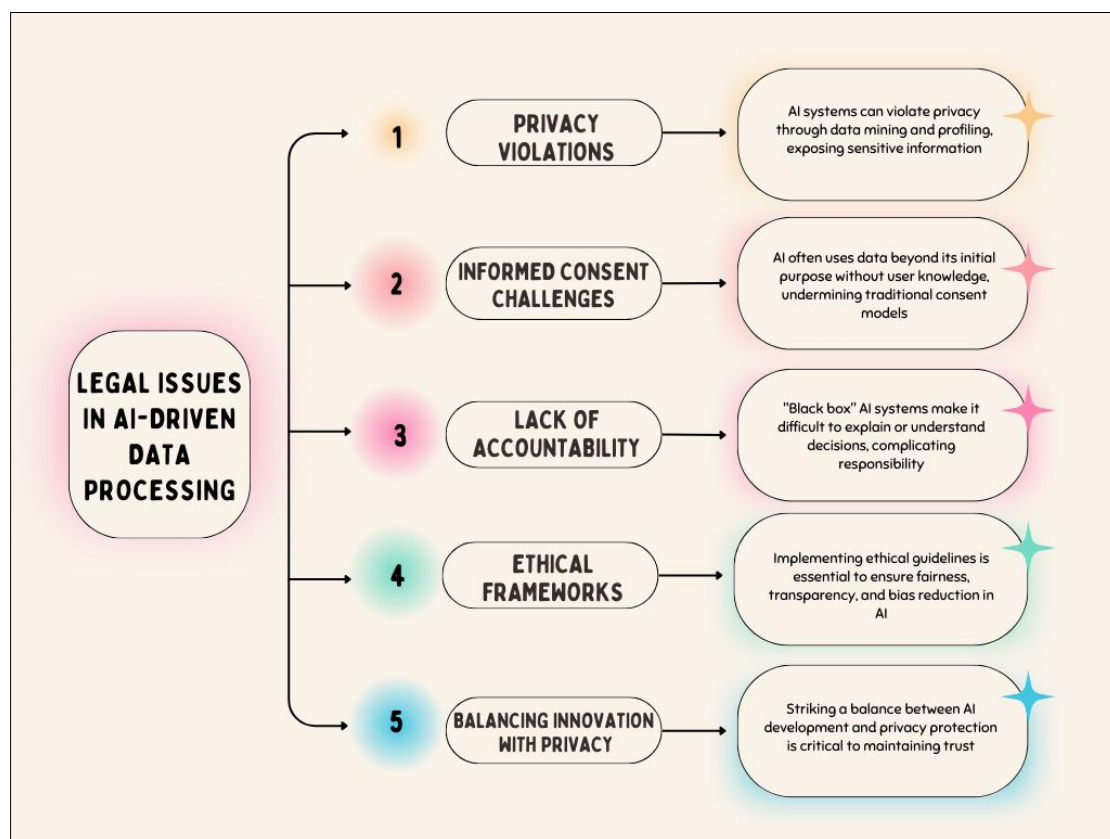 LEGAL ISSUES
IN AI-DRIVEN
DATA
PROCESSING
1
PRIVACY
VIOLATIONS
AI systems can violate privacy
through data mining and profiling,
exposing sensitive information
2
INFORMED CONSENT
CHALLENGES
AI often uses data beyond its initial
purpose without user knowledge,
undermining traditional consent
models
3
LACK OF
ACCOUNTABILITY
"Black box" AI systems make it
difficult to explain or understand
decisions, complicating
responsibility
4
ETHICAL
FRAMEWORKS
Implementing ethical guidelines is
essential to ensure fairness,
transparency, and bias reduction in
AI
5
BALANCING INNOVATION
WITH PRIVACY
Striking a balance between AI
development and privacy protection
is critical to maintaining trust